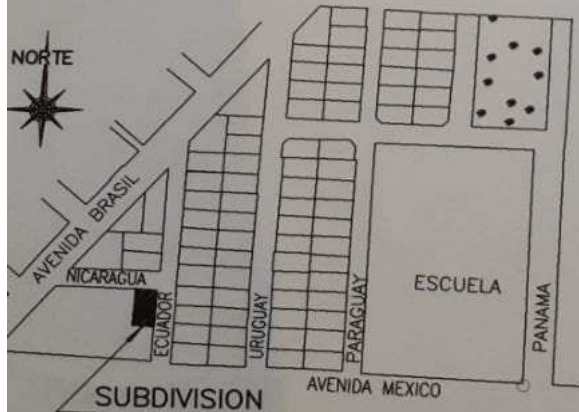 NORTE
AVENIDA BRASIL
NICARAGUA
ECUADOR
URUGUAY
PARAGUAY
ESCUELA
PANAMA
AVENIDA MEXICO
SUBDIVISION